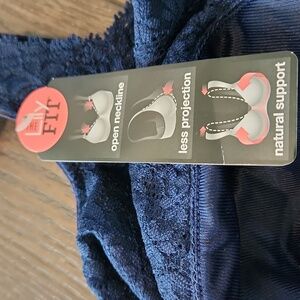 FIT
open neckline
less projection
natural support